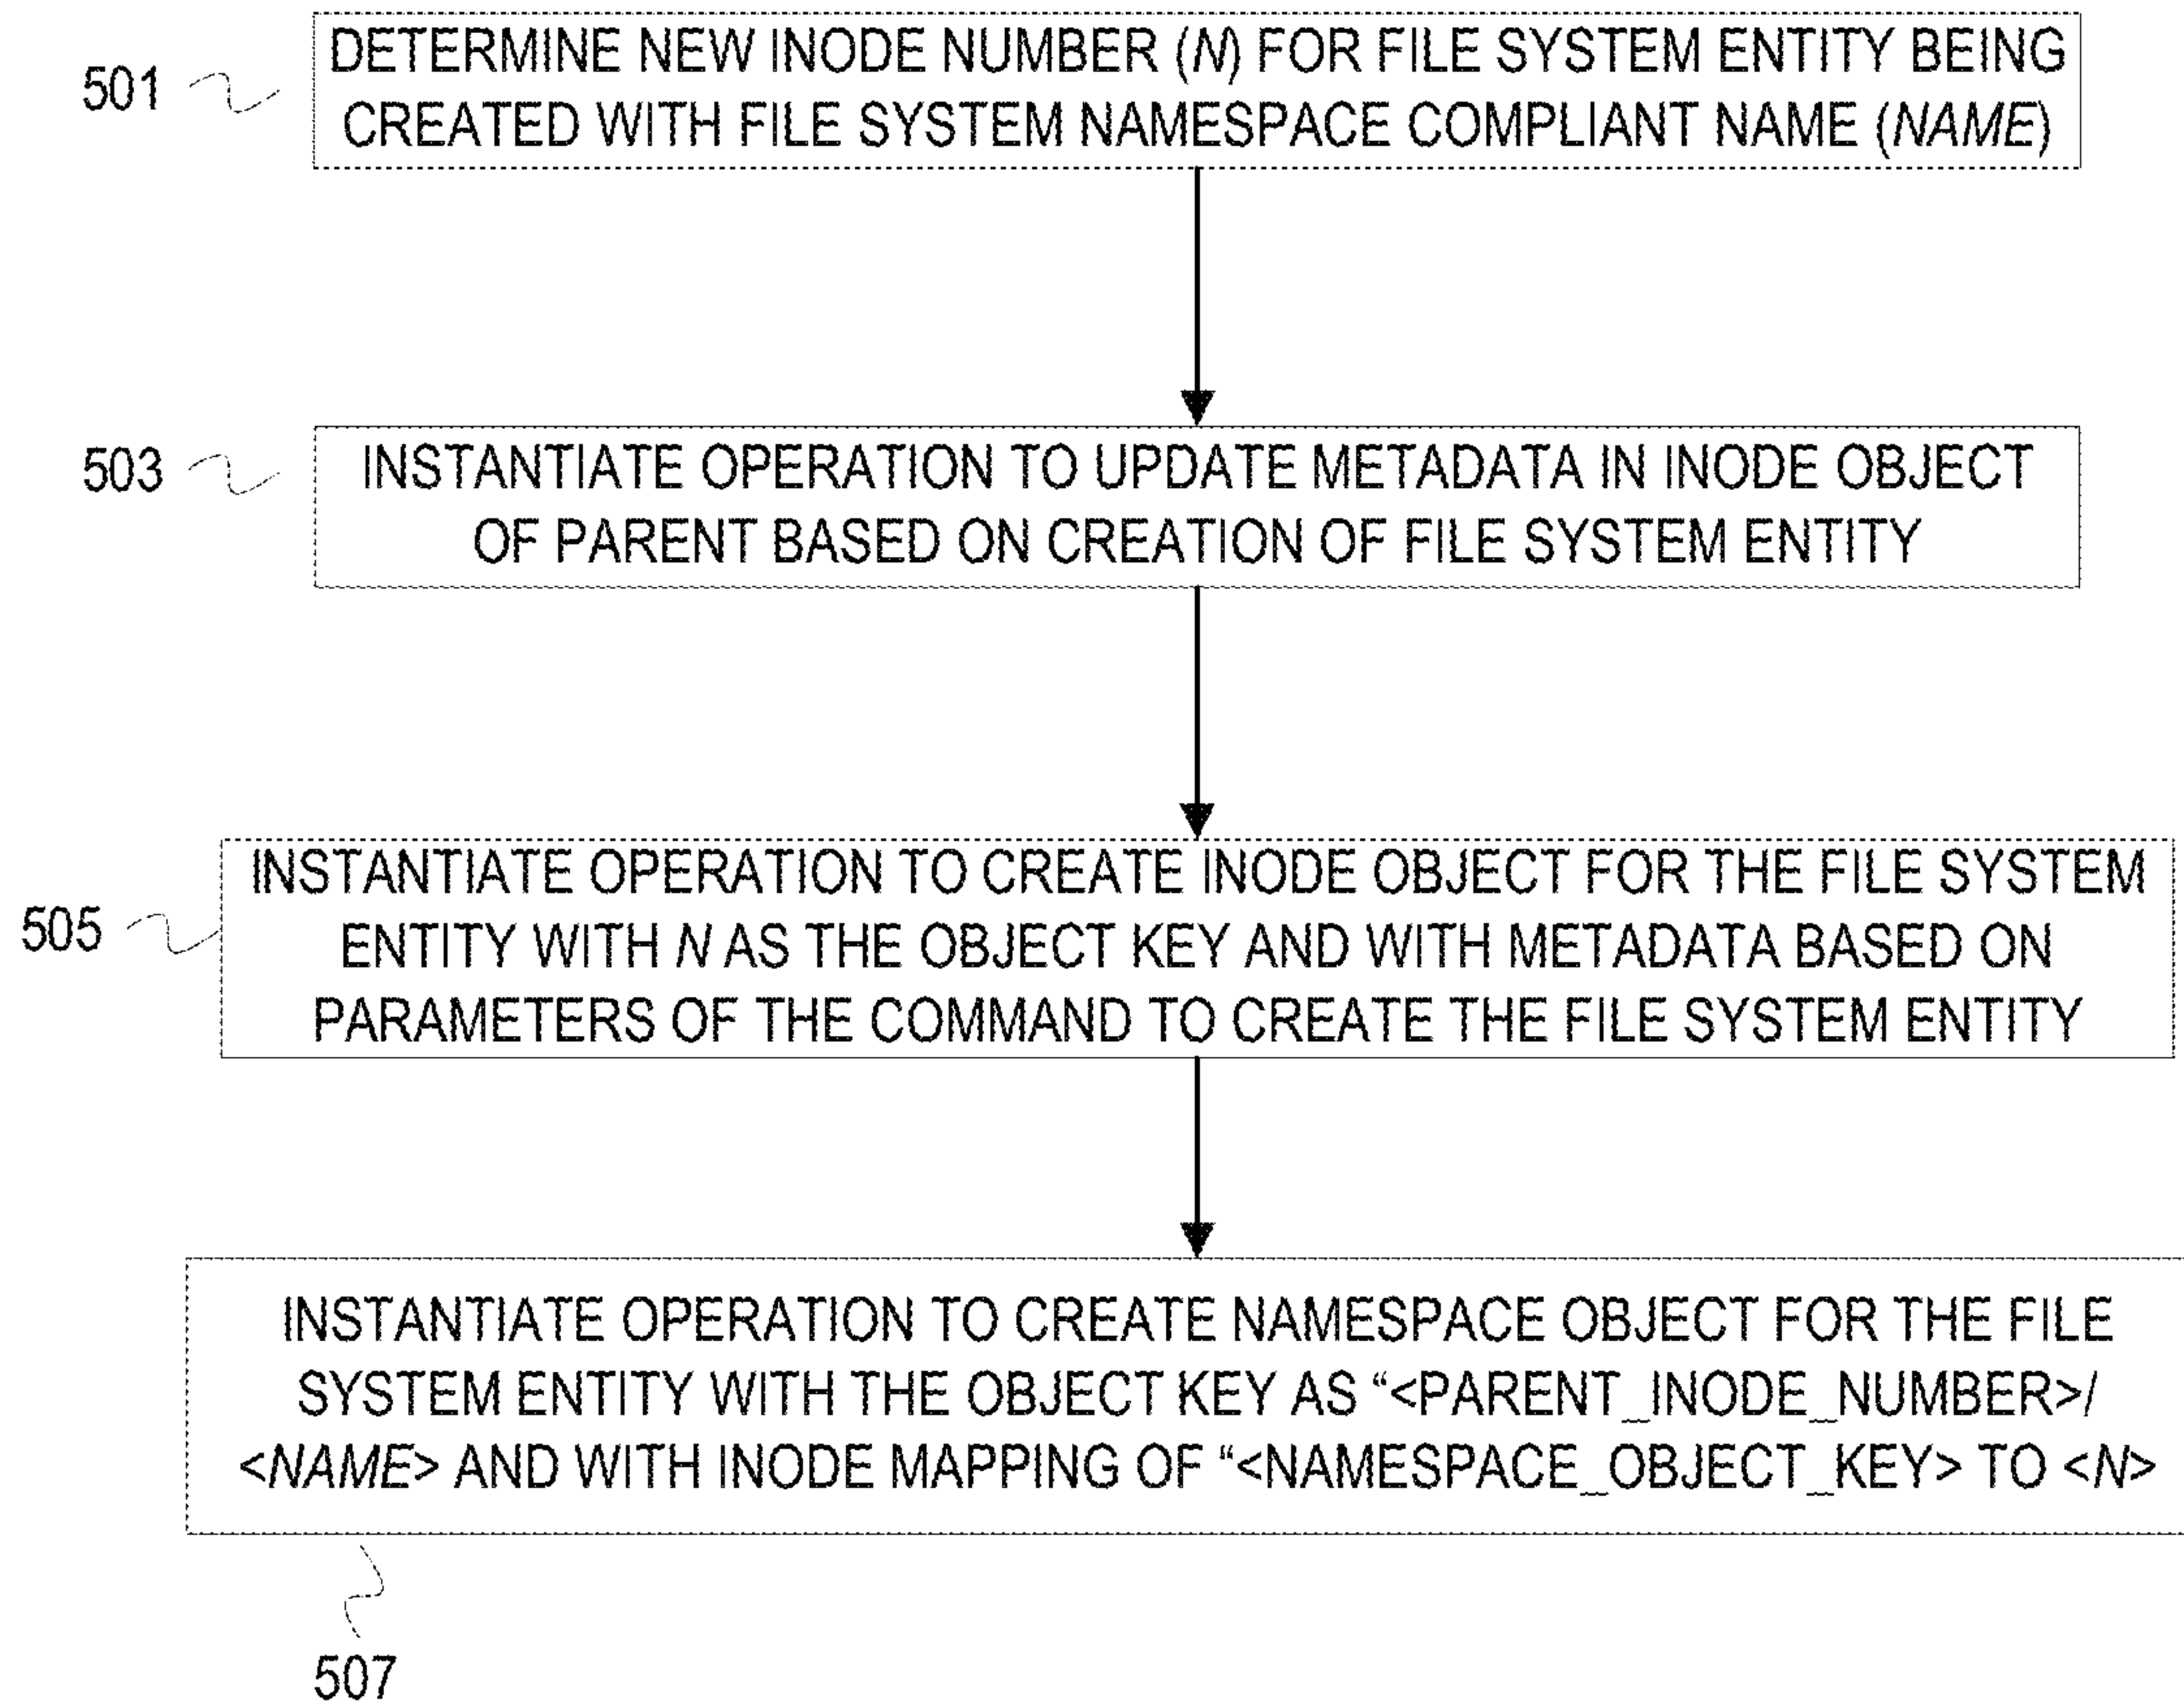 501
DETERMINE NEW INODE NUMBER (N) FOR FILE SYSTEM ENTITY BEING
CREATED WITH FILE SYSTEM NAMESPACE COMPLIANT NAME (NAME)
503
INSTANTIATE OPERATION TO UPDATE METADATA IN INODE OBJECT
OF PARENT BASED ON CREATION OF FILE SYSTEM ENTITY
505
INSTANTIATE OPERATION TO CREATE INODE OBJECT FOR THE FILE SYSTEM
ENTITY WITH N AS THE OBJECT KEY AND WITH METADATA BASED ON
PARAMETERS OF THE COMMAND TO CREATE THE FILE SYSTEM ENTITY
INSTANTIATE OPERATION TO CREATE NAMESPACE OBJECT FOR THE FILE
SYSTEM ENTITY WITH THE OBJECT KEY AS “<PARENT_INODE_NUMBER>/
<NAME> AND WITH INODE MAPPING OF “<NAMESPACE_OBJECT_KEY> TO <N>
507